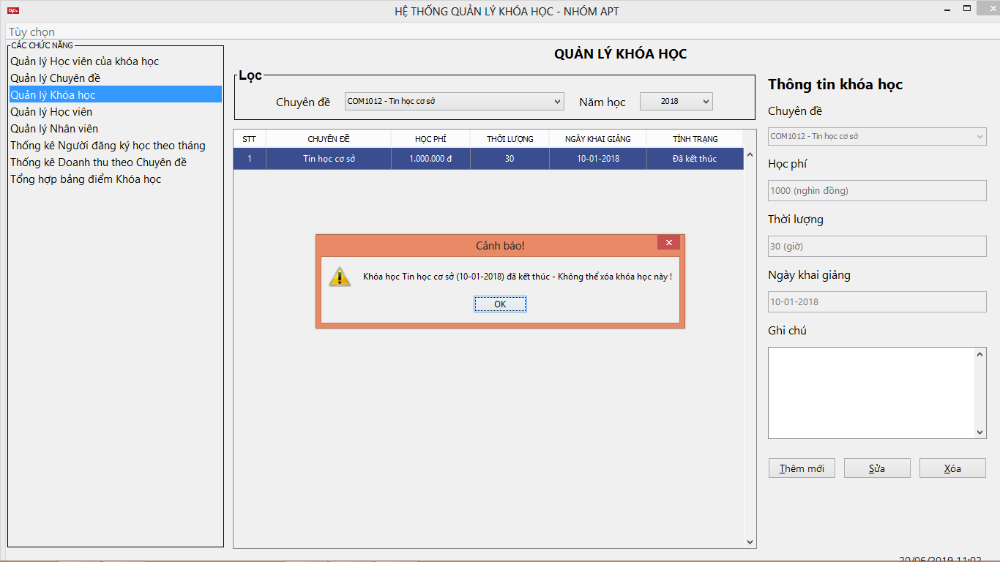 apt
HỆ THỐNG QUẢN LÝ KHÓA HỌC - NHÓM APT
Tùy chọn
CÁC CHỨC NĂNG
Quản lý Học viên của khóa học
Quản lý Chuyên đề
Quản lý Khóa học
Quản lý Học viên
Quản lý Nhân viên
Thống kê Người đăng ký học theo tháng
Thống kê Doanh thu theo Chuyên đề
Tổng hợp bảng điểm Khóa học
QUẢN LÝ KHÓA HỌC
Lọc
Chuyên đề COM1012 - Tin học cơ sở Năm học 2018
STT CHUYÊN ĐỀ HỌC PHÍ THỜI LƯỢNG NGÀY KHAI GIẢNG TÌNH TRẠNG
1 Tin học cơ sở 1.000.000 đ 30 10-01-2018 Đã kết thúc
Cảnh báo!
Khóa học Tin học cơ sở (10-01-2018) đã kết thúc - Không thể xóa khóa học này !
OK
Thông tin khóa học
Chuyên đề
COM1012 - Tin học cơ sở
Học phí
1000 (nghìn đồng)
Thời lượng
30 (giờ)
Ngày khai giảng
10-01-2018
Ghi chú
Thêm mới Sửa Xóa
20/06/2019 11:02